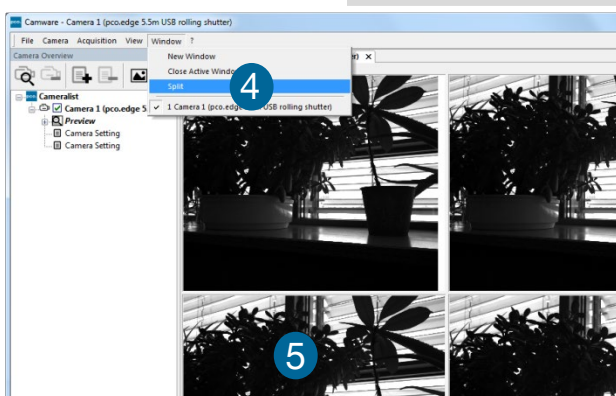 Camware - Camera 1 (pco.edge 5.5m USB rolling shutter)
File Camera Acquisition View Window ?
Camera Overview
New Window
Close Active Window
Split
1 Camera 1 (pco.edge USB rolling shutter)
4
Cameralist
Camera 1 (pco.edge 5.
Preview
Camera Setting
Camera Setting
5